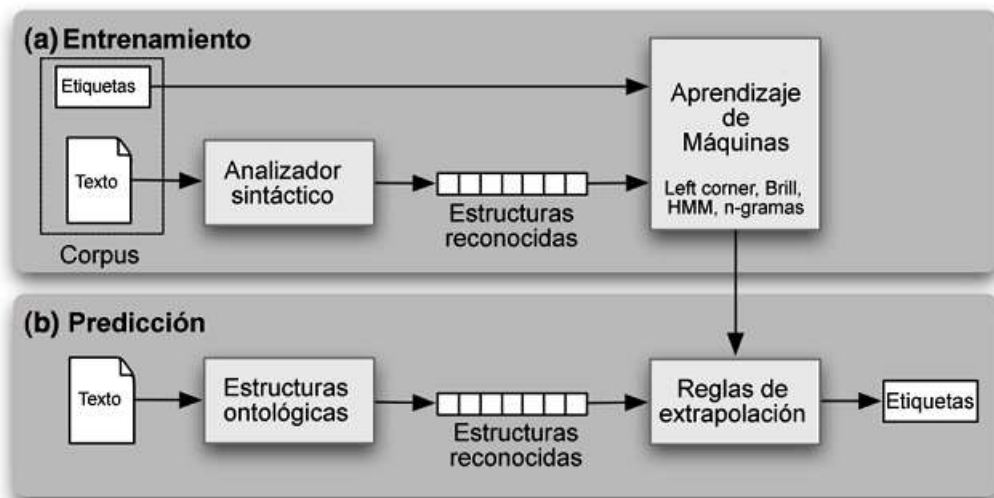 (a) Entrenamiento
Etiquetas
Texto
Corpus
Analizador
sintáctico
Estructuras
reconocidas
Aprendizaje
de
Máquinas
Left corner, Brill,
HMM, n-gramas
(b) Predicción
Texto
Estructuras
ontológicas
Estructuras
reconocidas
Reglas de
extrapolación
Etiquetas